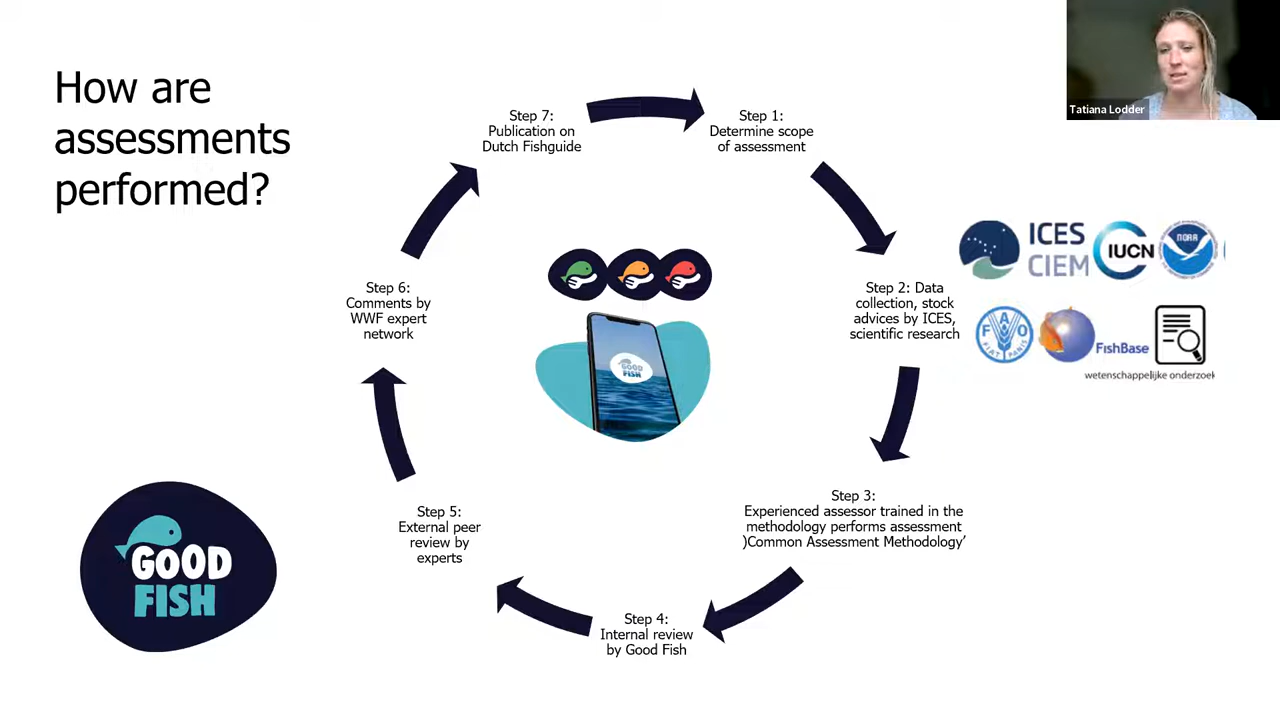 How are
assessments
performed?
Tatiana Lodder
Step 1:
Determine scope
of assessment
Step 2: Data
collection, stock
advices by ICES,
scientific research
ICES
CIEM
IUCN
NOAA
FAO
FIAT PANIS
FishBase
wetenschappelijke onderzoek
Step 3:
Experienced assessor trained in the
methodology performs assessment
)Common Assessment Methodology’
Step 4:
Internal review
by Good Fish
Step 5:
External peer
review by
experts
Step 6:
Comments by
WWF expert
network
Step 7:
Publication on
Dutch Fishguide
GOOD
FISH
GOOD
FISH